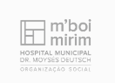 m'boi
mirim
HOSPITAL MUNICIPAL
DR. MOYSES DEUTSCH
ORGANIZAÇÃO SOCIAL